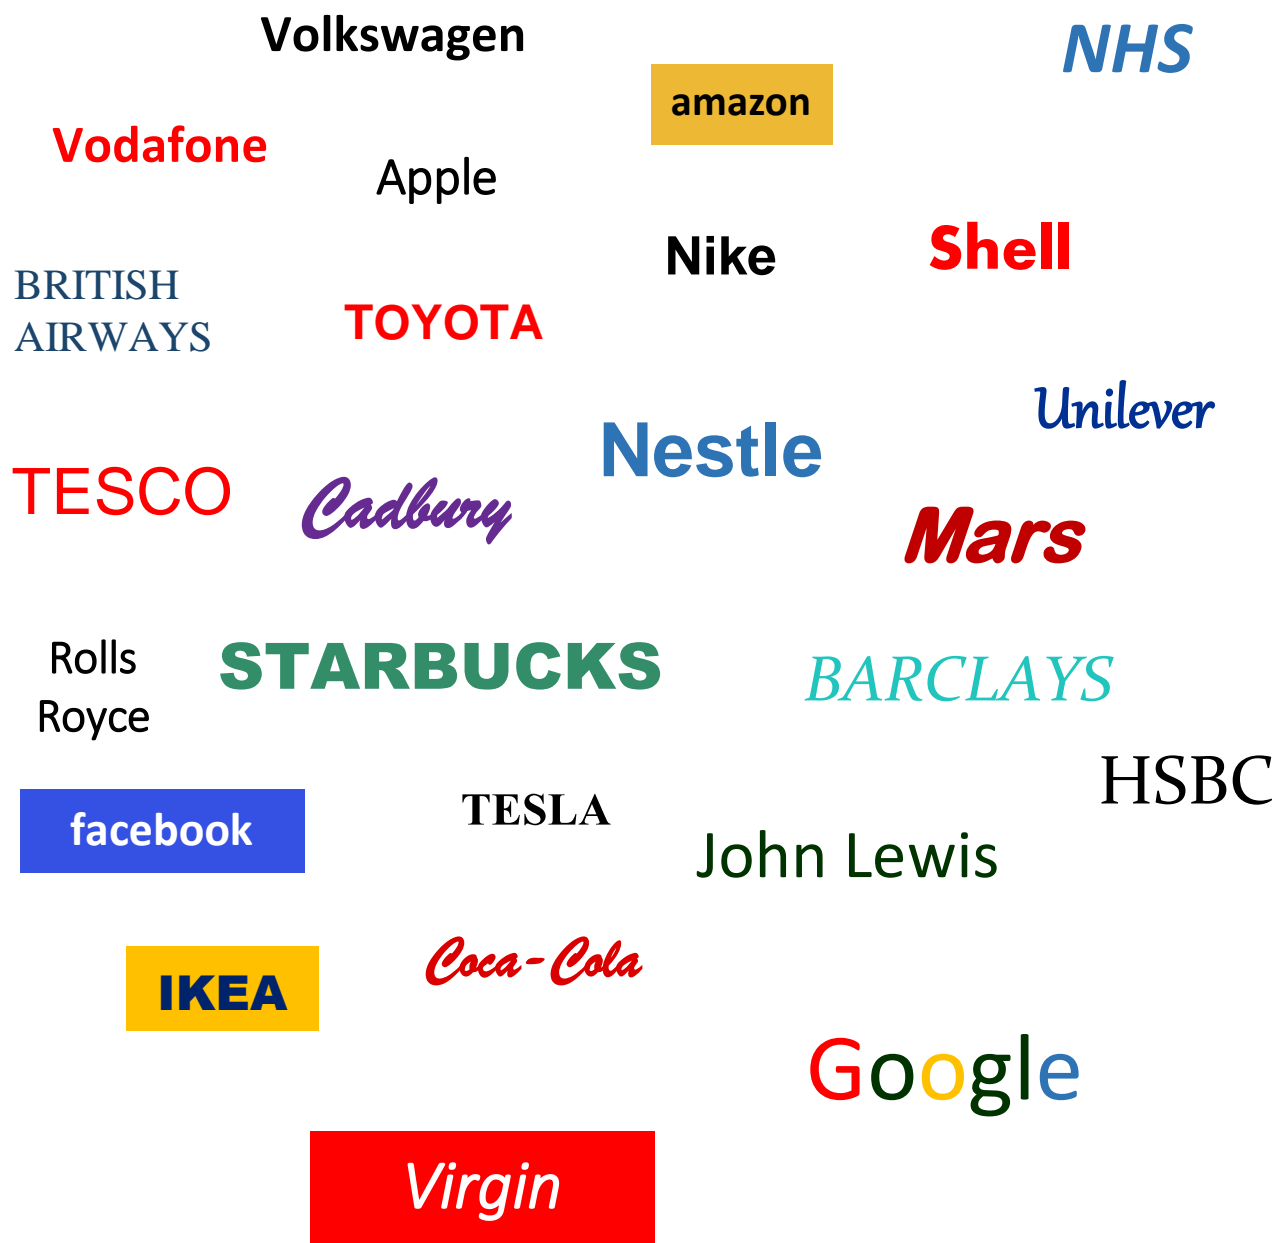 Volkswagen
NHS
amazon
Vodafone
Apple
Nike
Shell
BRITISH
AIRWAYS
TOYOTA
Unilever
Nestle
TESCO
Cadbury
Mars
Rolls
Royce
STARBUCKS
BARCLAYS
HSBC
facebook
TESLA
John Lewis
Coca-Cola
IKEA
Google
Virgin